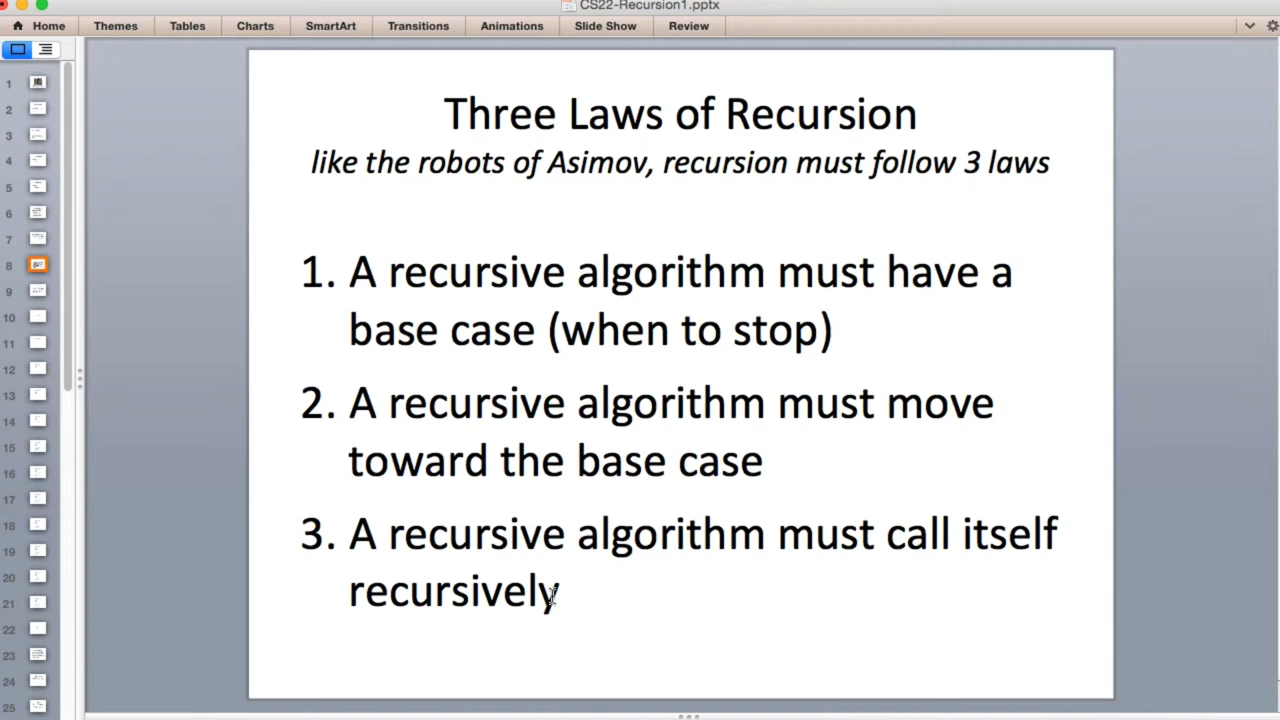 CS22-Recursion1.pptx
Home Themes Tables Charts SmartArt Transitions Animations Slide Show Review
Three Laws of Recursion
like the robots of Asimov, recursion must follow 3 laws
1. A recursive algorithm must have a
base case (when to stop)
2. A recursive algorithm must move
toward the base case
3. A recursive algorithm must call itself
recursively
1
2
3
4
5
6
7
8
9
10
11
12
13
14
15
16
17
18
19
20
21
22
23
24
25